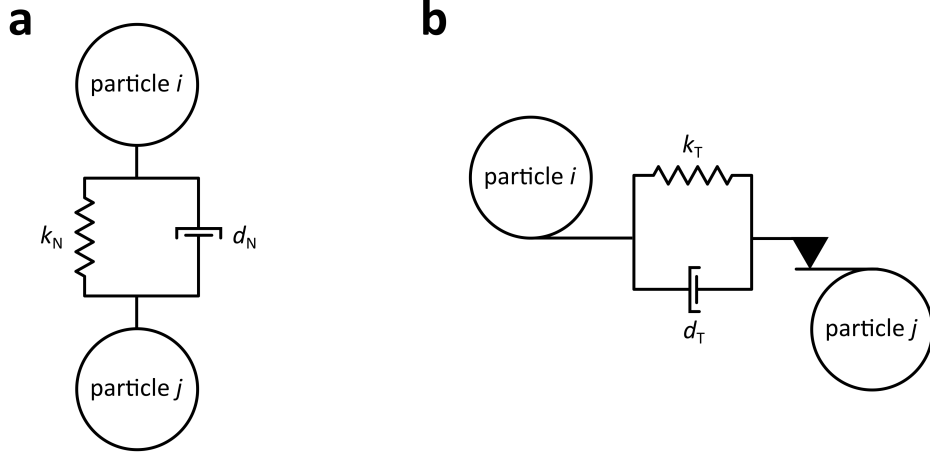 a
particle i
k_N
d_N
particle j
b
particle i
k_T
d_T
particle j